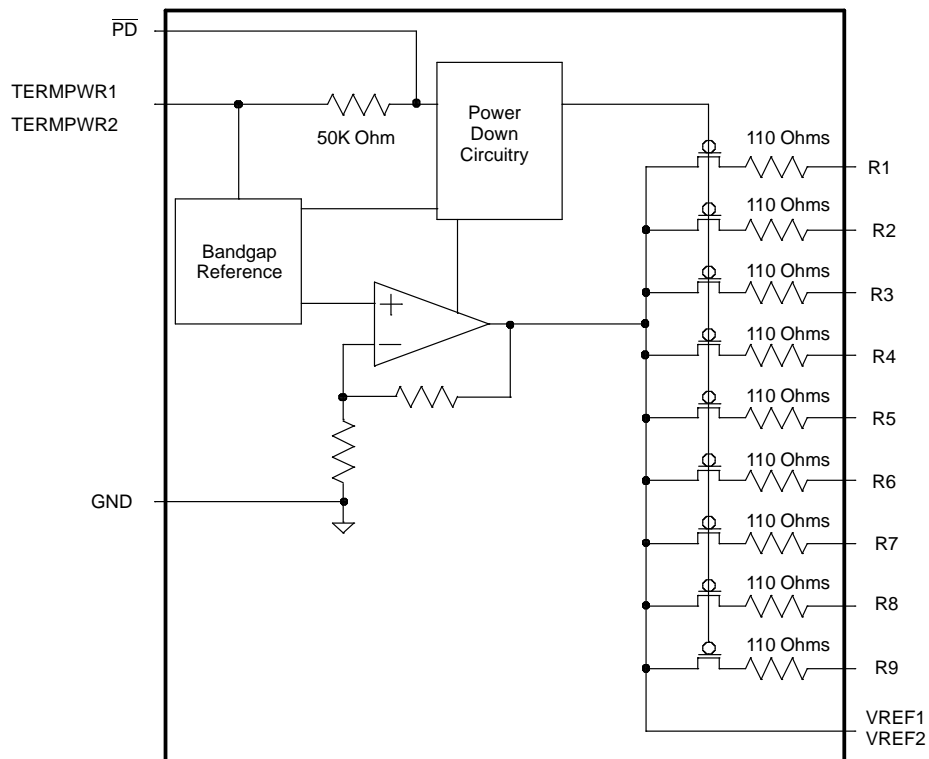 PD
TERMPWR1
TERMPWR2
50K Ohm
Power
Down
Circuitry
Bandgap
Reference
+
−
GND
110 Ohms
R1
110 Ohms
R2
110 Ohms
R3
110 Ohms
R4
110 Ohms
R5
110 Ohms
R6
110 Ohms
R7
110 Ohms
R8
110 Ohms
R9
VREF1
VREF2